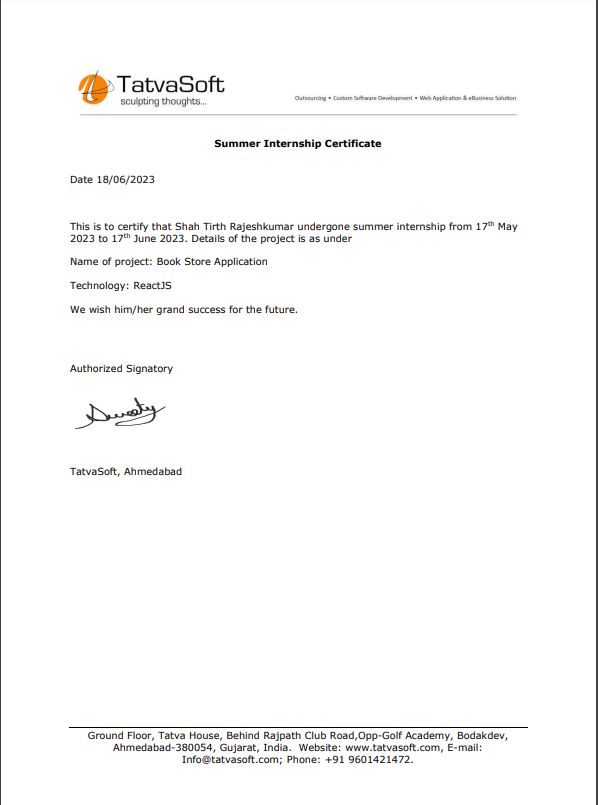 TatvaSoft
sculpting thoughts...
Outsourcing • Custom Software Development • Web Application & eBusiness Solution
Summer Internship Certificate
Date 18/06/2023
This is to certify that Shah Tirth Rajeshkumar undergone summer internship from 17th May
2023 to 17th June 2023. Details of the project is as under
Name of project: Book Store Application
Technology: ReactJS
We wish him/her grand success for the future.
Authorized Signatory
TatvaSoft, Ahmedabad
Ground Floor, Tatva House, Behind Rajpath Club Road,Opp-Golf Academy, Bodakdev,
Ahmedabad-380054, Gujarat, India.  Website: www.tatvasoft.com, E-mail:
Info@tatvasoft.com; Phone: +91 9601421472.